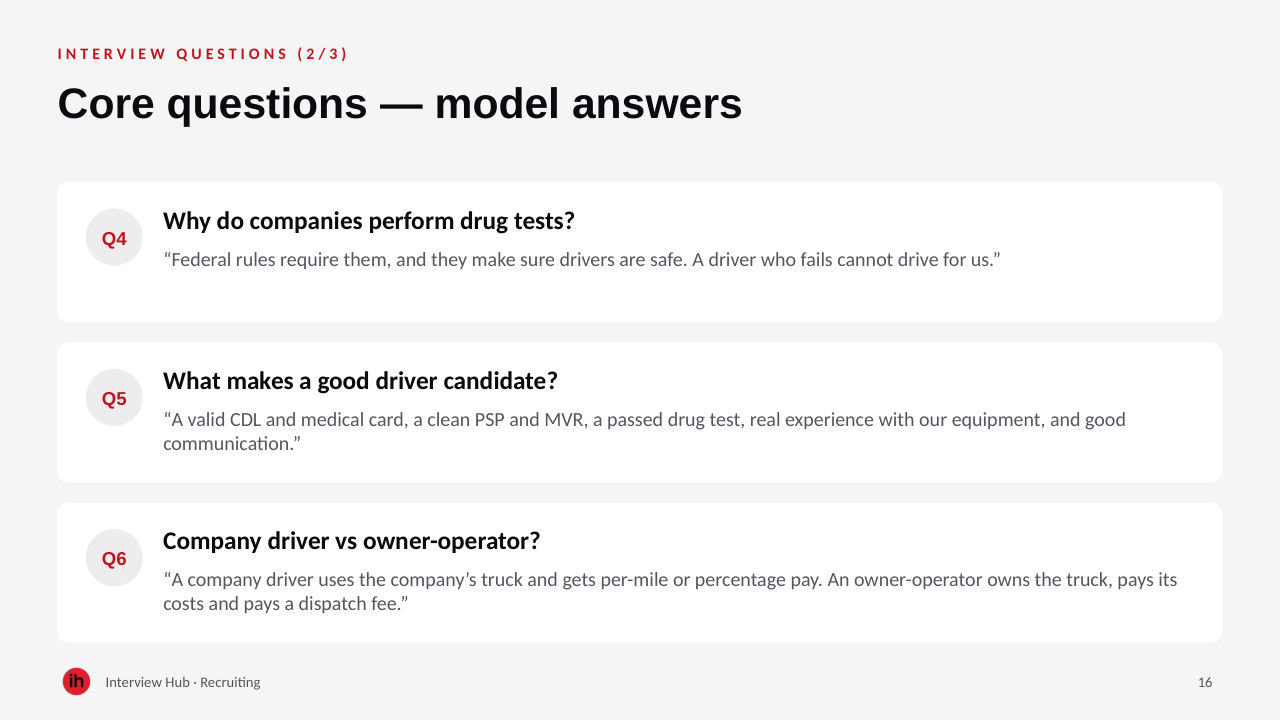 INTERVIEW QUESTIONS (2/3)
Core questions — model answers
Q4
Why do companies perform drug tests?
“Federal rules require them, and they make sure drivers are safe. A driver who fails cannot drive for us.”
Q5
What makes a good driver candidate?
“A valid CDL and medical card, a clean PSP and MVR, a passed drug test, real experience with our equipment, and good
communication.”
Q6
Company driver vs owner-operator?
“A company driver uses the company’s truck and gets per-mile or percentage pay. An owner-operator owns the truck, pays its
costs and pays a dispatch fee.”
ih
Interview Hub · Recruiting
16